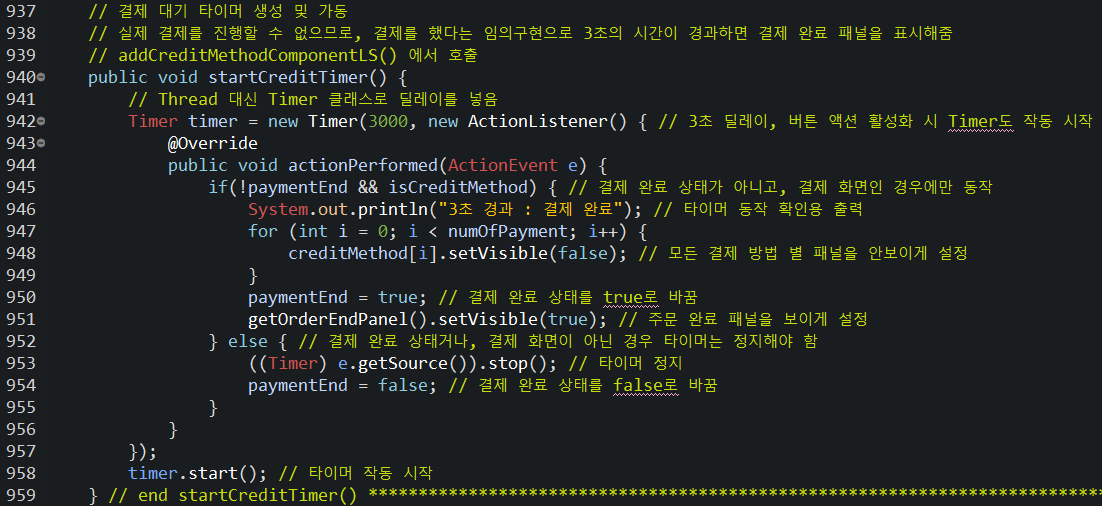 937 // 결제 대기 타이머 생성 및 가동
938 // 실제 결제를 진행할 수 없으므로, 결제를 했다는 임의구현으로 3초의 시간이 경과하면 결제 완료 패널을 표시해줌
939 // addCreditMethodComponentLS() 에서 호출
940 public void startCreditTimer() {
941 // Thread 대신 Timer 클래스로 딜레이를 넣음
942 Timer timer = new Timer(3000, new ActionListener() { // 3초 딜레이, 버튼 액션 활성화 시 Timer도 작동 시작
943 @Override
944 public void actionPerformed(ActionEvent e) {
945 if(!paymentEnd && isCreditMethod) { // 결제 완료 상태가 아니고, 결제 화면인 경우에만 동작
946 System.out.println("3초 경과 : 결제 완료"); // 타이머 동작 확인용 출력
947 for (int i = 0; i < numOfPayment; i++) {
948 creditMethod[i].setVisible(false); // 모든 결제 방법 별 패널을 안보이게 설정
949 }
950 paymentEnd = true; // 결제 완료 상태를 true로 바꿈
951 getOrderEndPanel().setVisible(true); // 주문 완료 패널을 보이게 설정
952 } else { // 결제 완료 상태거나, 결제 화면이 아닌 경우 타이머는 정지해야 함
953 ((Timer) e.getSource()).stop(); // 타이머 정지
954 paymentEnd = false; // 결제 완료 상태를 false로 바꿈
955 }
956 }
957 });
958 timer.start(); // 타이머 작동 시작
959 } // end startCreditTimer() **************************************************************************